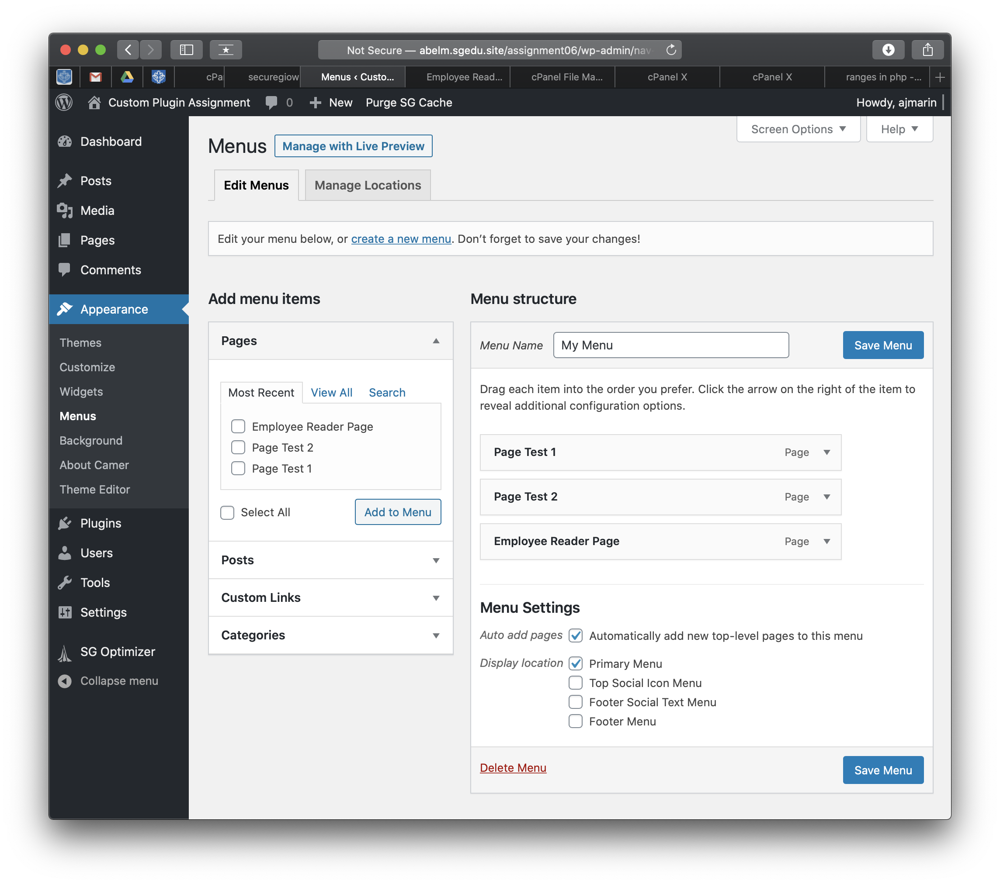 Not Secure — abelm.sgedu.site/assignment06/wp-admin/nav-
cPa
securegiow
Menus ‹ Custo...
Employee Read...
cPanel File Ma...
cPanel X
cPanel X
ranges in php -...
Custom Plugin Assignment
0
New
Purge SG Cache
Howdy, ajmarin
Dashboard
Posts
Media
Pages
Comments
Appearance
Themes
Customize
Widgets
Menus
Background
About Camer
Theme Editor
Plugins
Users
Tools
Settings
SG Optimizer
Collapse menu
Screen Options
Help
Menus
Manage with Live Preview
Edit Menus
Manage Locations
Edit your menu below, or create a new menu. Don’t forget to save your changes!
Add menu items
Pages
Most Recent
View All
Search
Employee Reader Page
Page Test 2
Page Test 1
Select All
Add to Menu
Posts
Custom Links
Categories
Menu structure
Menu Name
My Menu
Save Menu
Drag each item into the order you prefer. Click the arrow on the right of the item to
reveal additional configuration options.
Page Test 1
Page
Page Test 2
Page
Employee Reader Page
Page
Menu Settings
Auto add pages
Automatically add new top-level pages to this menu
Display location
Primary Menu
Top Social Icon Menu
Footer Social Text Menu
Footer Menu
Delete Menu
Save Menu